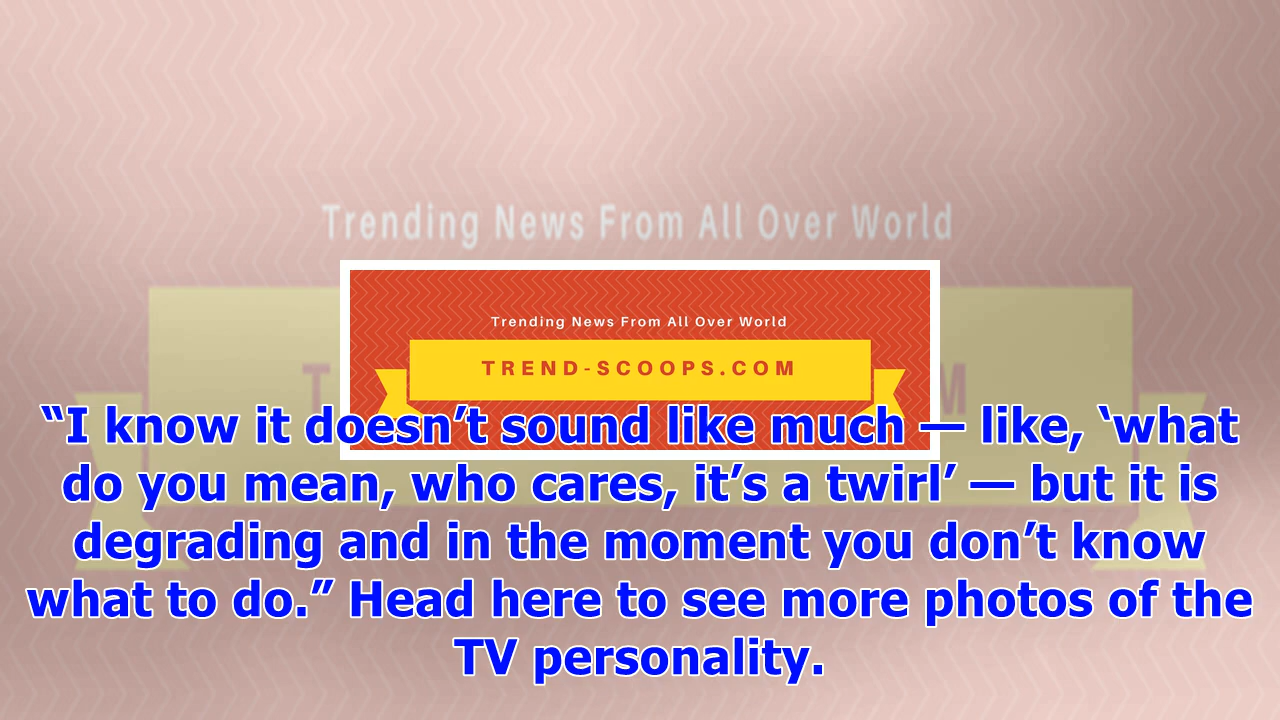 Trending News From All Over World
Trending News From All Over World
TREND-SCOOPS.COM
“I know it doesn’t sound like much — like, ‘what
do you mean, who cares, it’s a twirl’ — but it is
degrading and in the moment you don’t know
what to do.” Head here to see more photos of the
TV personality.